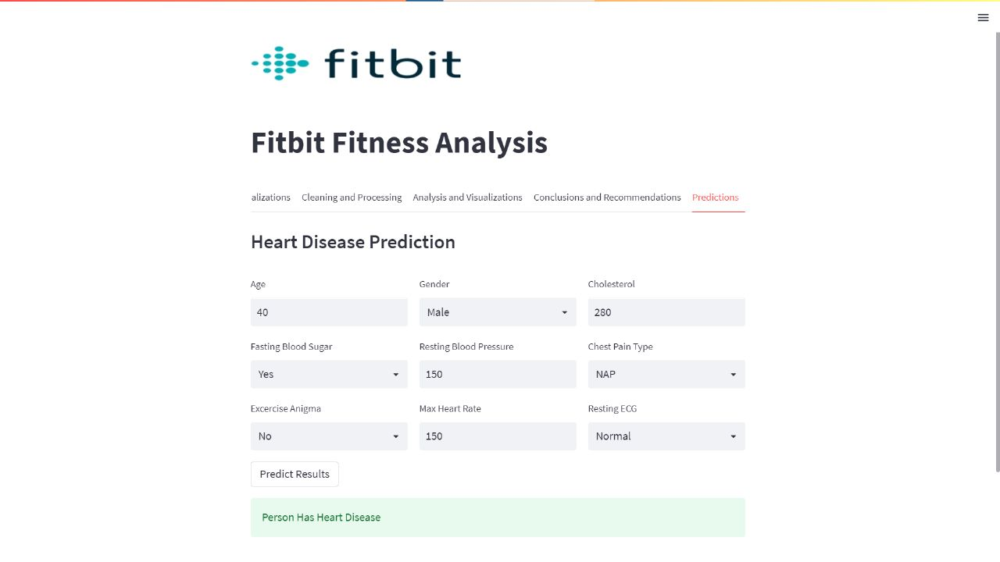 fitbit
Fitbit Fitness Analysis
alizations Cleaning and Processing Analysis and Visualizations Conclusions and Recommendations Predictions
Heart Disease Prediction
Age Gender Cholesterol
40 Male 280
Fasting Blood Sugar Resting Blood Pressure Chest Pain Type
Yes 150 NAP
Excercise Anigma Max Heart Rate Resting ECG
No 150 Normal
Predict Results
Person Has Heart Disease